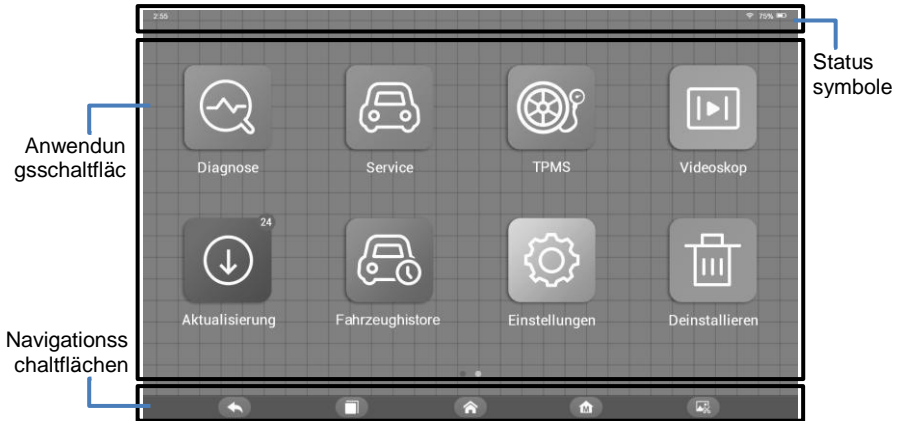 2:55
75%
Status
symbole
Anwendun
gsschaltfläc
Diagnose
Service
TPMS
Videoskop
24
Aktualisierung
Fahrzeughistore
Einstellungen
Deinstallieren
Navigationss
chaltflächen
M